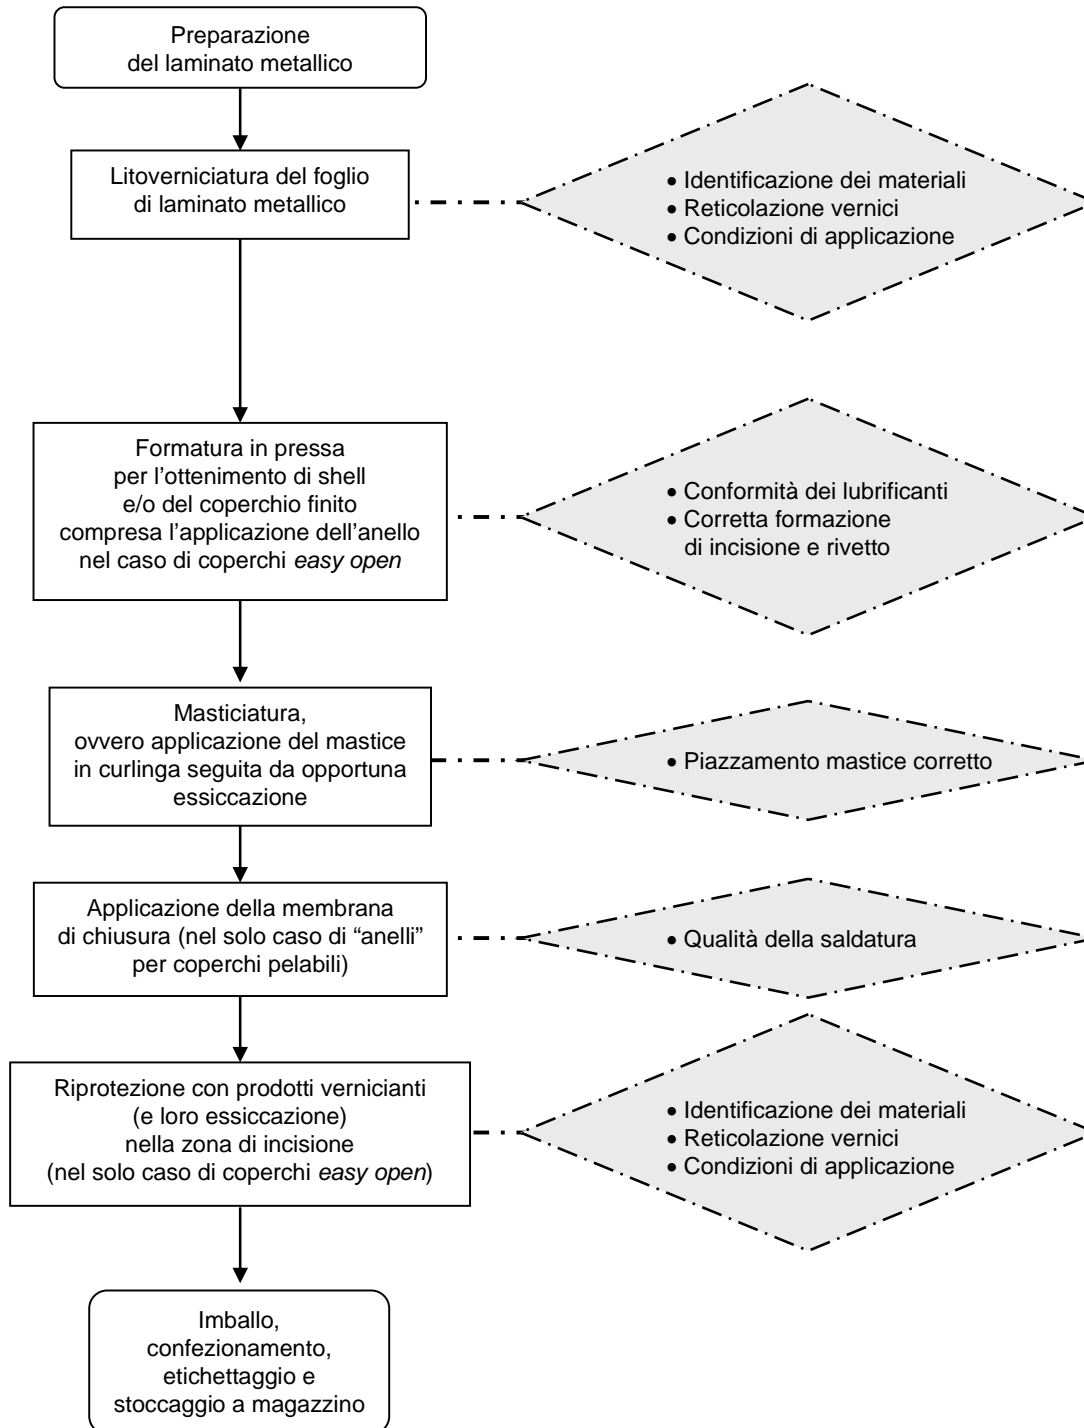 Preparazione
del laminato metallico
Litoverniciatura del foglio
di laminato metallico
• Identificazione dei materiali
• Reticolazione vernici
• Condizioni di applicazione
Formatura in pressa
per l’ottenimento di shell
e/o del coperchio finito
compresa l’applicazione dell’anello
nel caso di coperchi easy open
• Conformità dei lubrificanti
• Corretta formazione
di incisione e rivetto
Masticiatura,
ovvero applicazione del mastice
in curlinga seguita da opportuna
essiccazione
• Piazzamento mastice corretto
Applicazione della membrana
di chiusura (nel solo caso di “anelli”
per coperchi pelabili)
• Qualità della saldatura
Riprotezione con prodotti vernicianti
(e loro essiccazione)
nella zona di incisione
(nel solo caso di coperchi easy open)
• Identificazione dei materiali
• Reticolazione vernici
• Condizioni di applicazione
Imballo,
confezionamento,
etichettaggio e
stoccaggio a magazzino